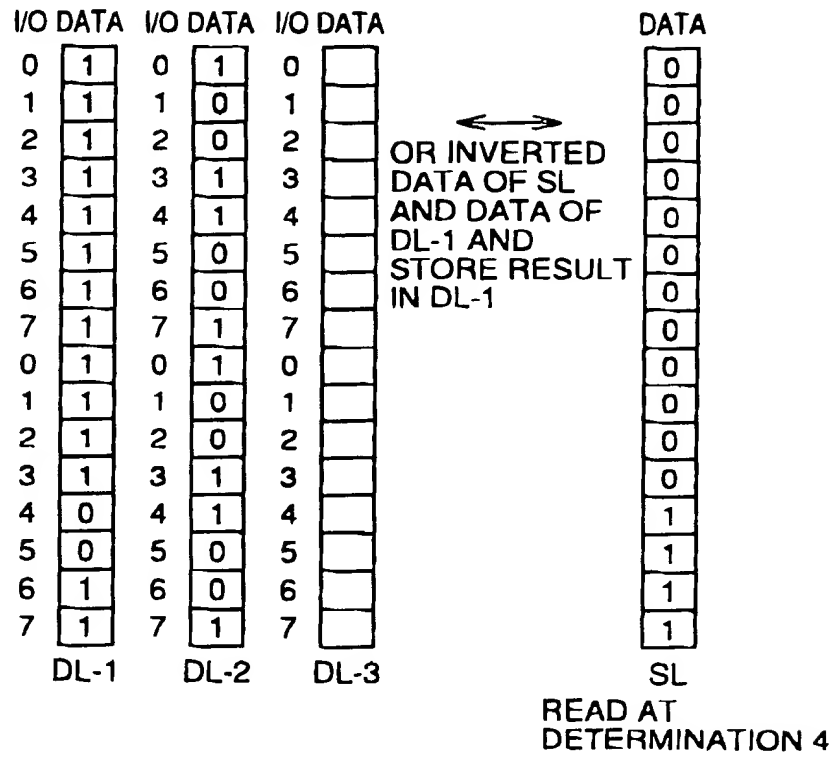 I/O DATA I/O DATA I/O DATA DATA
0 1 0 1 0 0
1 1 1 0 1 0
2 1 2 0 2 0
3 1 3 1 3 0
4 1 4 1 4 0
5 1 5 0 5 0
6 1 6 0 6 0
7 1 7 1 7 0
0 1 0 1 0 0
1 1 1 0 1 0
2 1 2 0 2 0
3 1 3 1 3 0
4 0 4 1 4 1
5 0 5 0 5 1
6 1 6 0 6 1
7 1 7 1 7 1
OR INVERTED
DATA OF SL
AND DATA OF
DL-1 AND
STORE RESULT
IN DL-1
DL-1 DL-2 DL-3 SL
READ AT
DETERMINATION 4